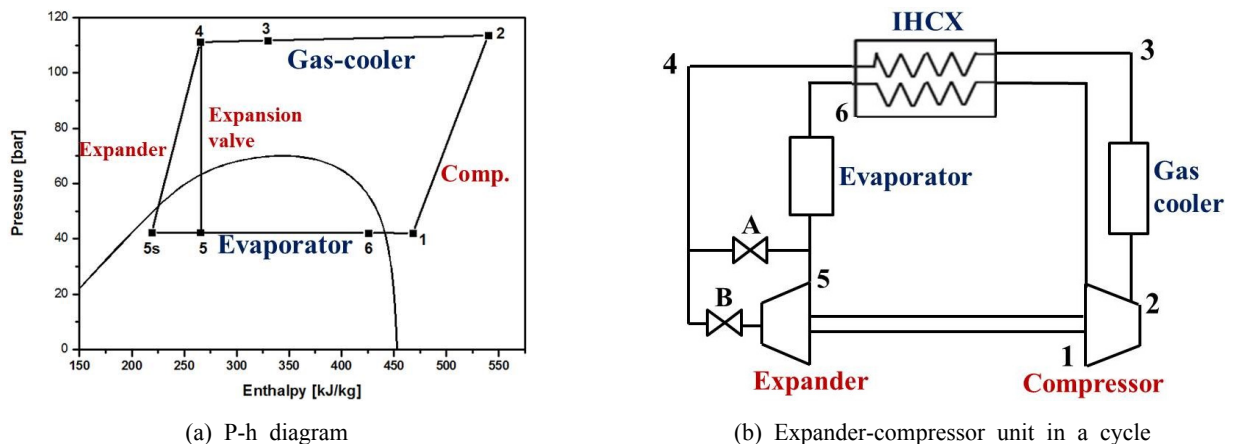 120
100
80
60
40
20
0
Pressure [bar]
150
200
250
300
350
400
450
500
550
Enthalpy [kJ/kg]
4
3
2
Gas-cooler
Expansion
valve
Expander
Comp.
Evaporator
5s
5
6
1
(a) P-h diagram
IHCX
4
3
6
Evaporator
Gas
cooler
A
5
B
2
1
Expander
Compressor
(b) Expander-compressor unit in a cycle